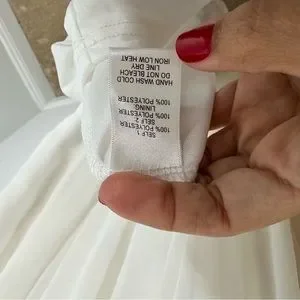 SELF 1
100% POLYESTER
SELF 2
100% POLYESTER
LINING:
100% POLYESTER
HAND WASH COLD
DO NOT BLEACH
LINE DRY
IRON LOW HEAT